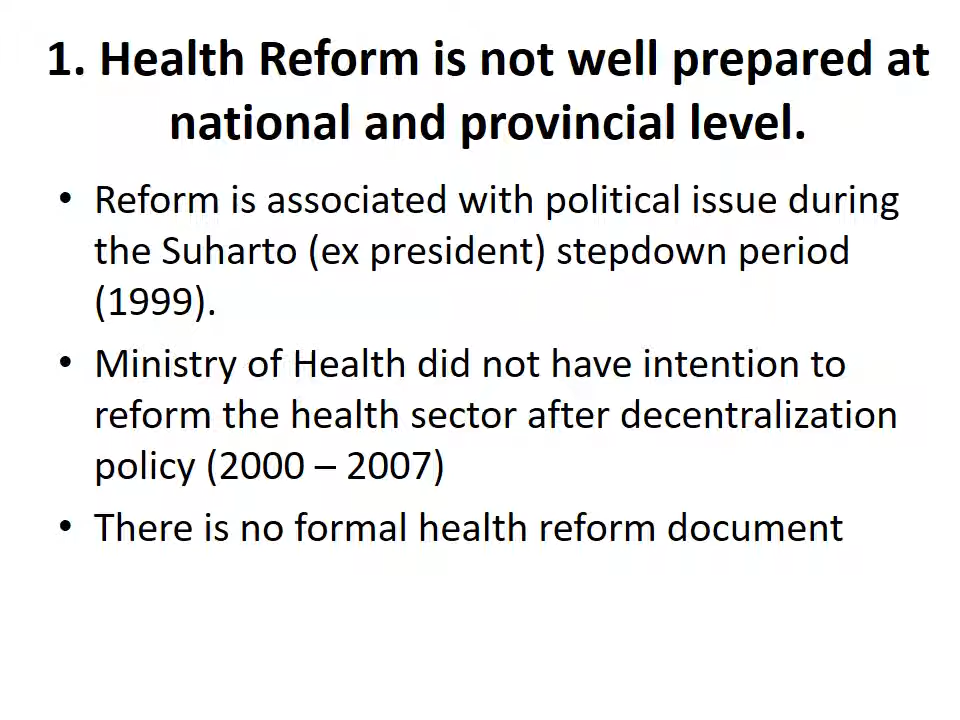 1. Health Reform is not well prepared at
national and provincial level.
• Reform is associated with political issue during
the Suharto (ex president) stepdown period
(1999).
• Ministry of Health did not have intention to
reform the health sector after decentralization
policy (2000 – 2007)
• There is no formal health reform document